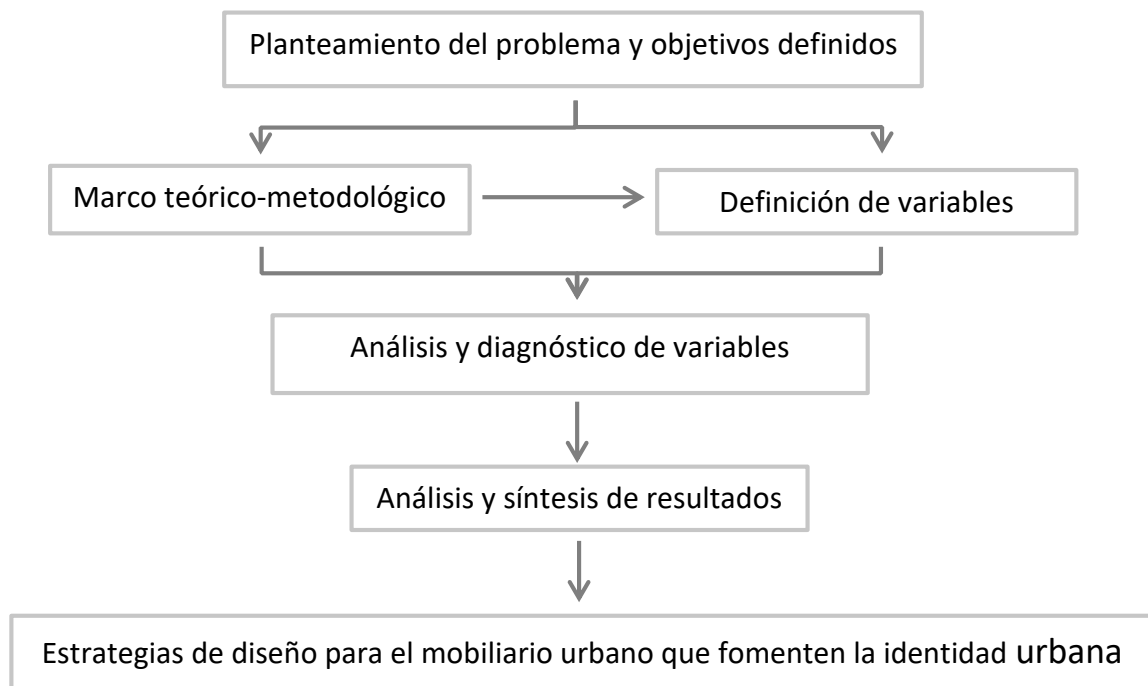 Planteamiento del problema y objetivos definidos
Marco teórico-metodológico
Definición de variables
Análisis y diagnóstico de variables
Análisis y síntesis de resultados
Estrategias de diseño para el mobiliario urbano que fomenten la identidad urbana